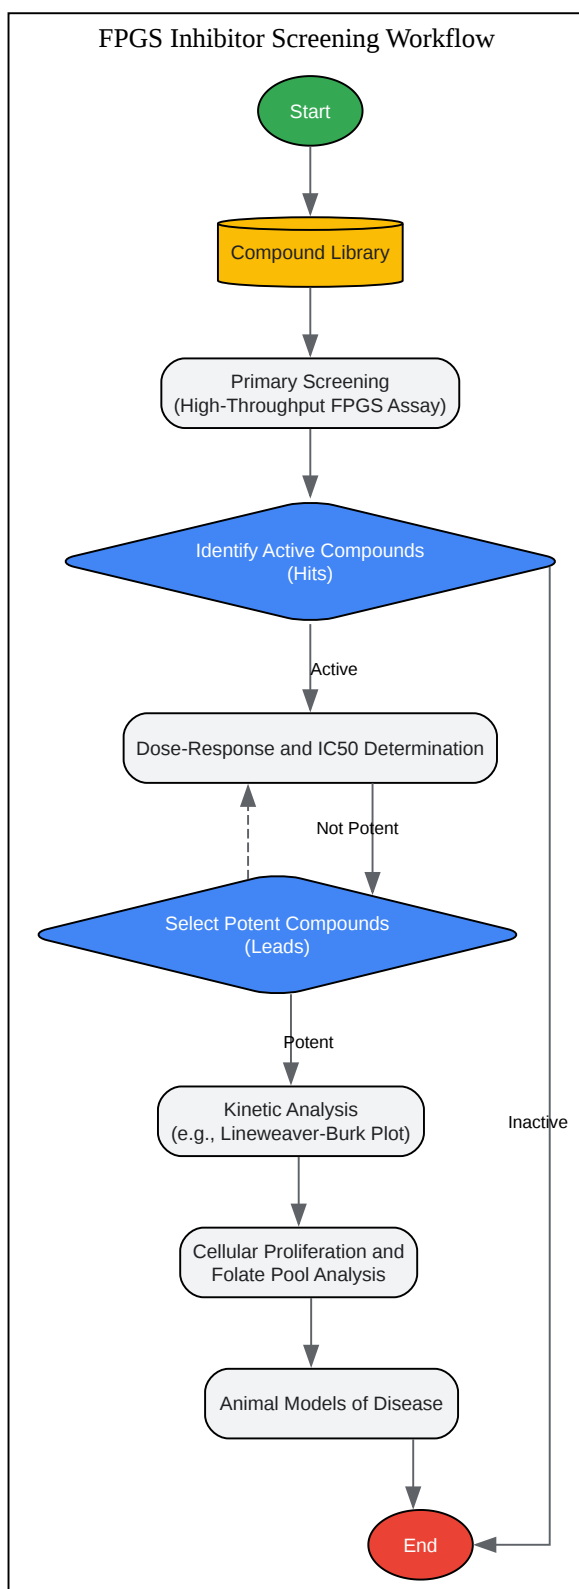 FPGS Inhibitor Screening Workflow
Start
Compound Library
Primary Screening
(High-Throughput FPGS Assay)
Identify Active Compounds
(Hits)
Active
Dose-Response and IC50 Determination
Not Potent
Select Potent Compounds
(Leads)
Potent
Kinetic Analysis
(e.g., Lineweaver-Burk Plot)
Inactive
Cellular Proliferation and
Folate Pool Analysis
Animal Models of Disease
End